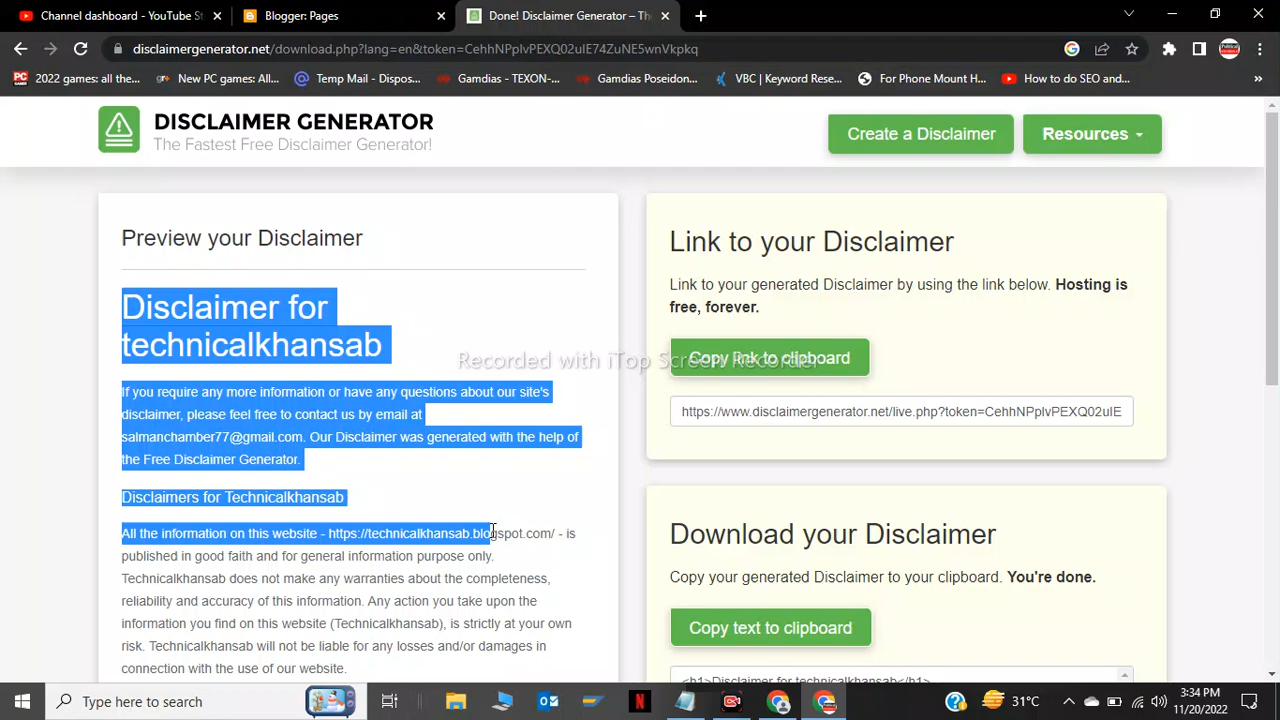 Channel dashboard - YouTube St
Blogger: Pages
Done! Disclaimer Generator – The
disclaimergenerator.net/download.php?lang=en&token=CehhNPplvPEXQ02uIE74ZuNE5wnVkpkq
2022 games: all the...
New PC games: All...
Temp Mail - Dispos...
Gamdias - TEXON-...
Gamdias Poseidon...
VBC | Keyword Rese...
For Phone Mount H...
How to do SEO and...
DISCLAIMER GENERATOR
The Fastest Free Disclaimer Generator!
Create a Disclaimer
Resources
Preview your Disclaimer
Disclaimer for
technicalkhansab
If you require any more information or have any questions about our site's
disclaimer, please feel free to contact us by email at
salmanchamber77@gmail.com. Our Disclaimer was generated with the help of
the Free Disclaimer Generator.
Disclaimers for Technicalkhansab
All the information on this website - https://technicalkhansab.blogspot.com/ - is
published in good faith and for general information purpose only.
Technicalkhansab does not make any warranties about the completeness,
reliability and accuracy of this information. Any action you take upon the
information you find on this website (Technicalkhansab), is strictly at your own
risk. Technicalkhansab will not be liable for any losses and/or damages in
connection with the use of our website.
Link to your Disclaimer
Link to your generated Disclaimer by using the link below. Hosting is
free, forever.
Copy link to clipboard
Recorded with iTop Screen Recorder
https://www.disclaimergenerator.net/live.php?token=CehhNPplvPEXQ02uIE
Download your Disclaimer
Copy your generated Disclaimer to your clipboard. You're done.
Copy text to clipboard
<h1>Disclaimer for technicalkhansab</h1>
Type here to search
31°C
3:34 PM
11/20/2022